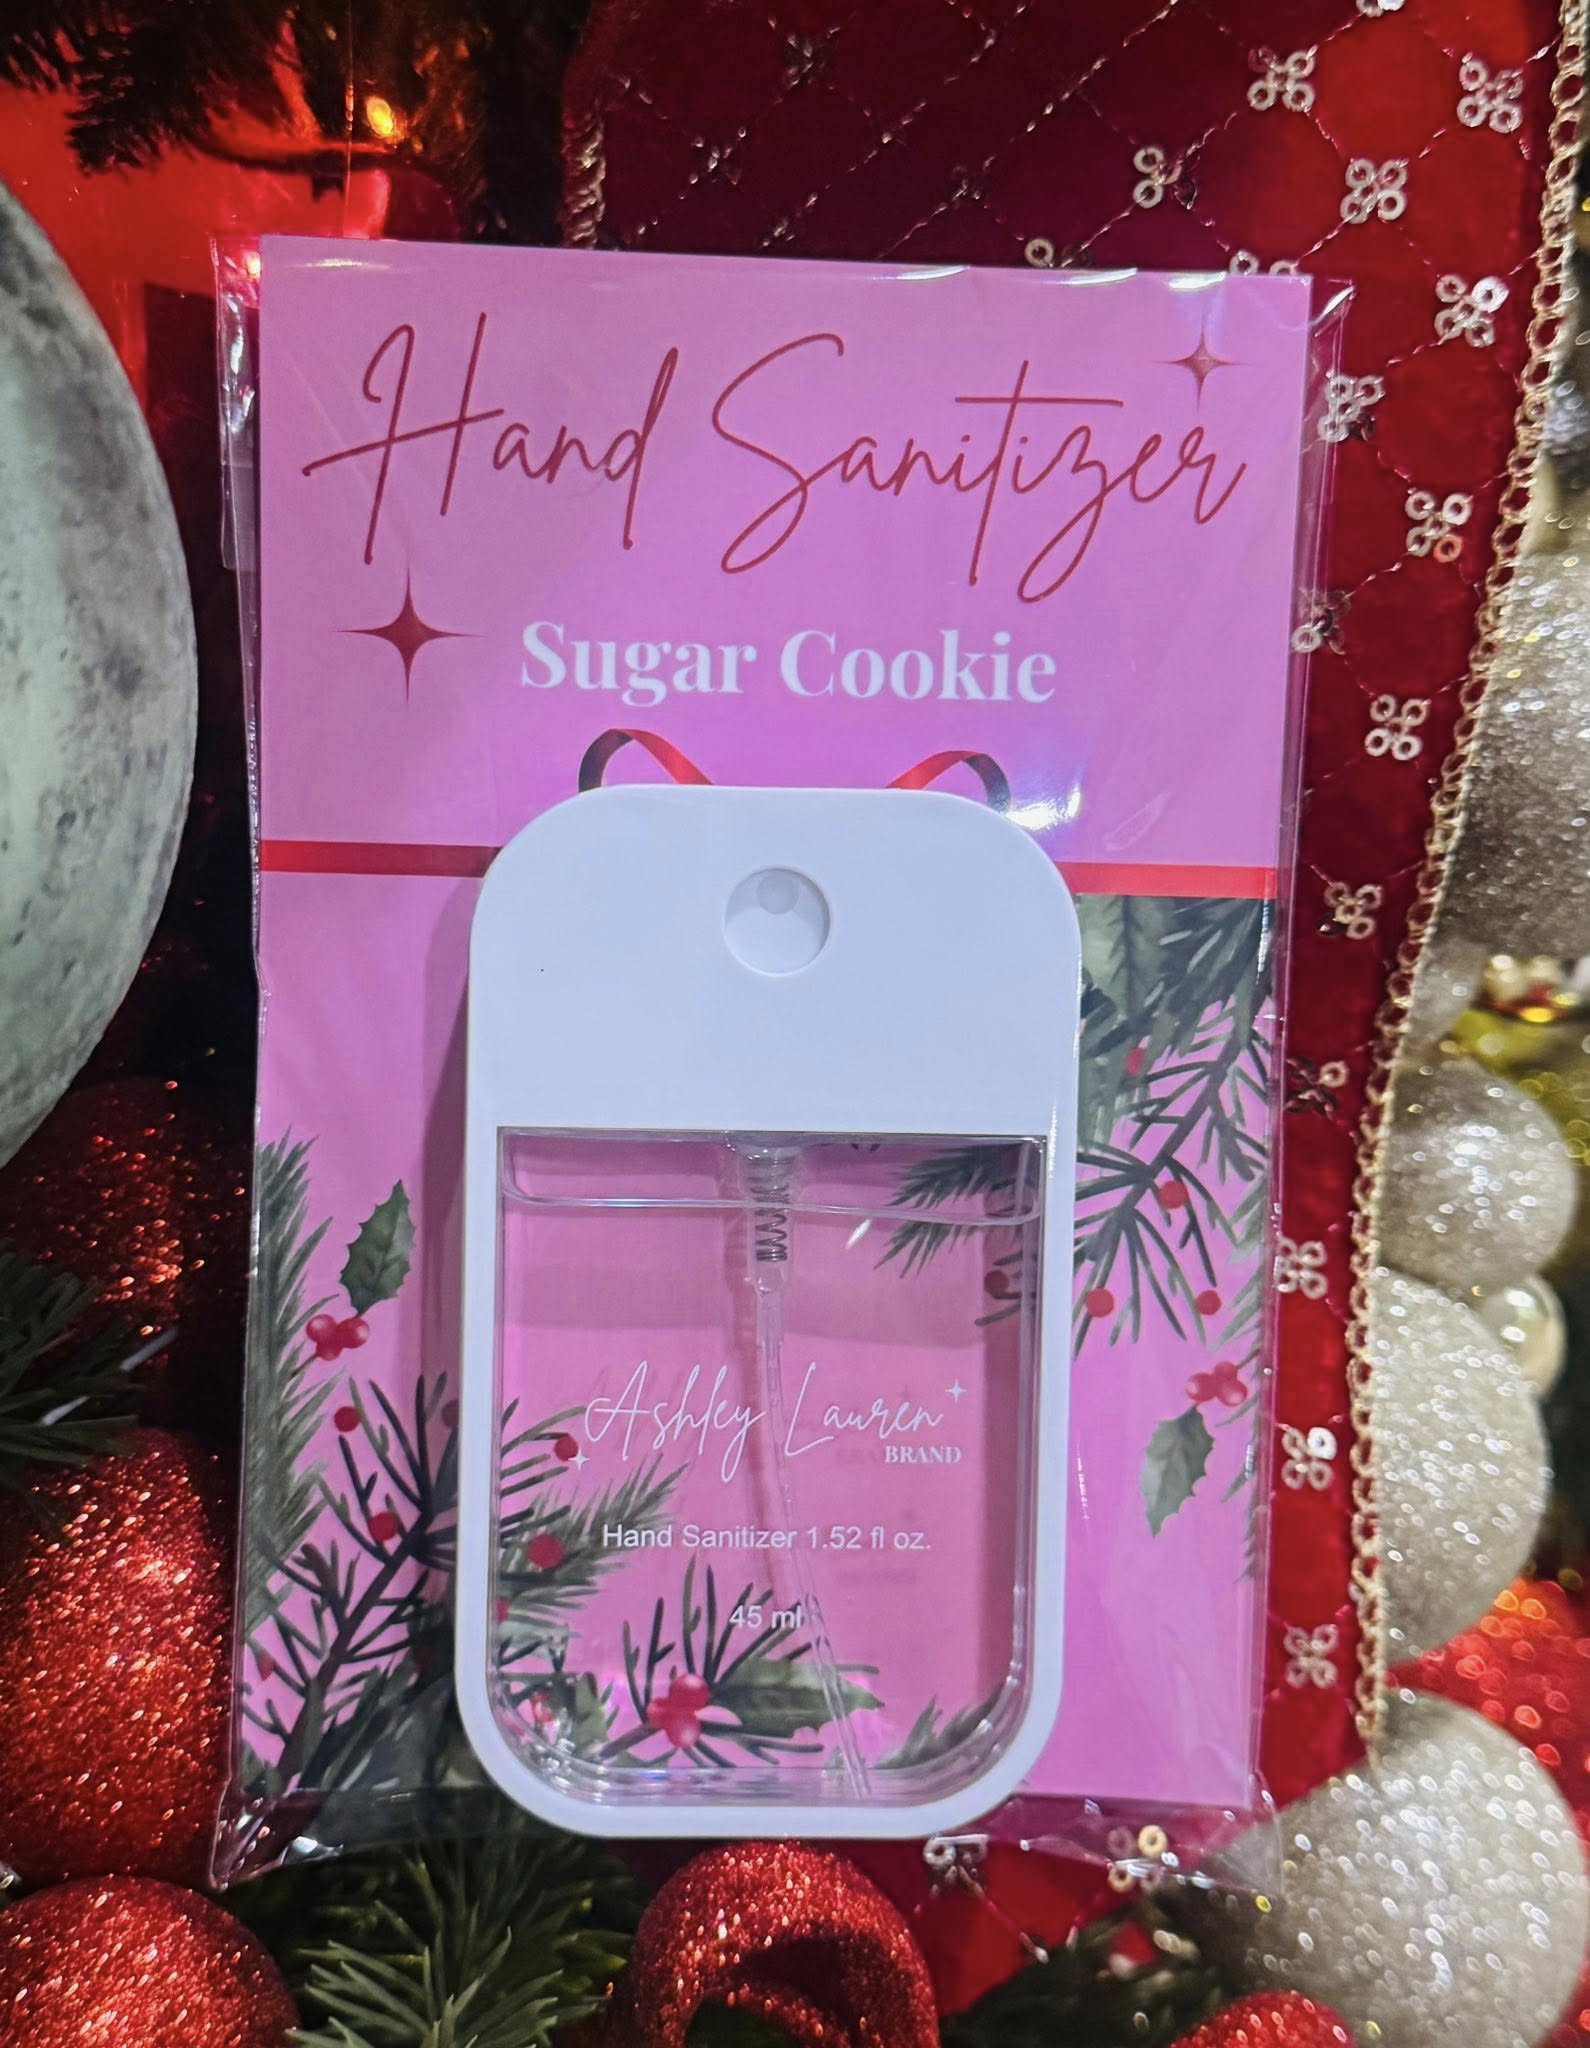 Hand Sanitizer
Sugar Cookie
Ashley Lauren
BRAND
Hand Sanitizer 1.52 fl oz.
45 ml